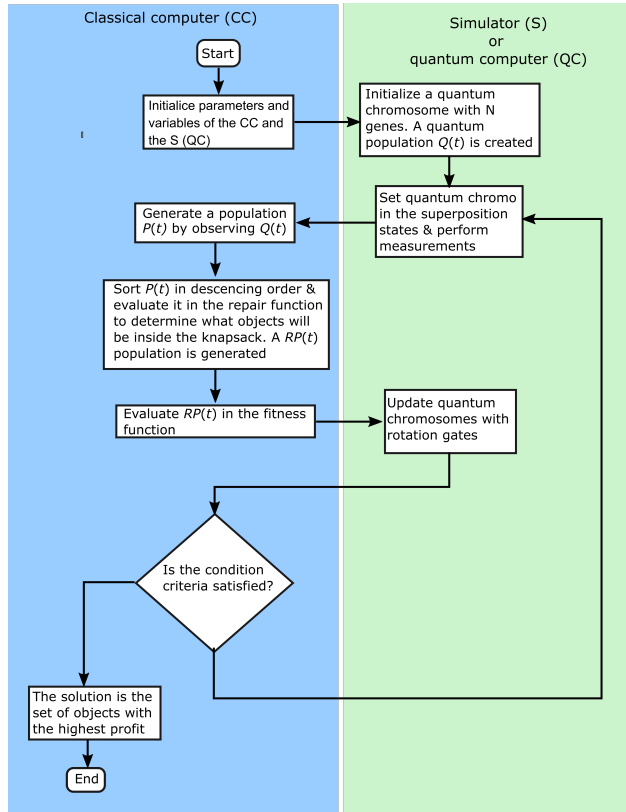 Classical computer (CC)
Simulator (S)
or
quantum computer (QC)
Start
Initialice parameters and
variables of the CC and
the S (QC)
Initialize a quantum
chromosome with N
genes. A quantum
population Q(t) is created
Set quantum chromo
in the superposition
states & perform
measurements
Generate a population
P(t) by observing Q(t)
Sort P(t) in descencing order &
evaluate it in the repair function
to determine what objects will
be inside the knapsack. A RP(t)
population is generated
Evaluate RP(t) in the fitness
function
Update quantum
chromosomes with
rotation gates
Is the condition
criteria satisfied?
The solution is the
set of objects with
the highest profit
End